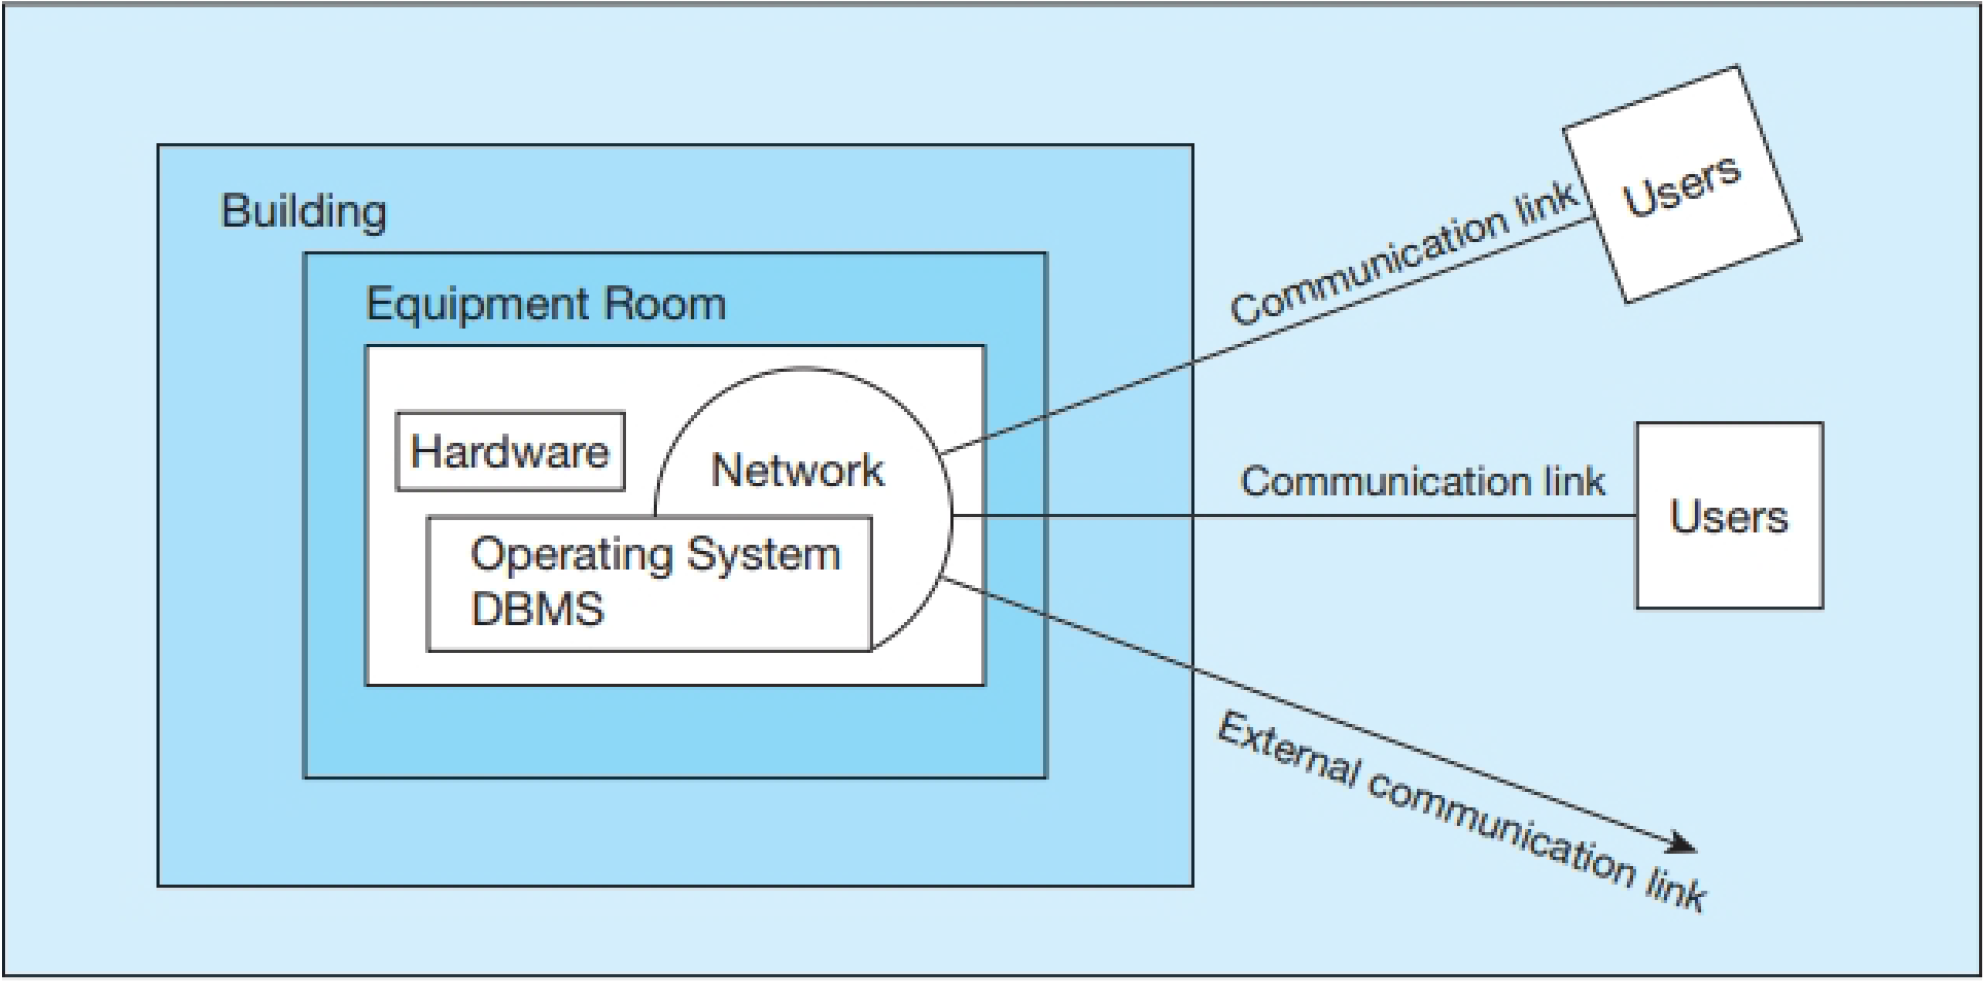 Building
Equipment Room
Hardware
Network
Operating System
DBMS
Communication link
Users
Communication link
Users
External communication link